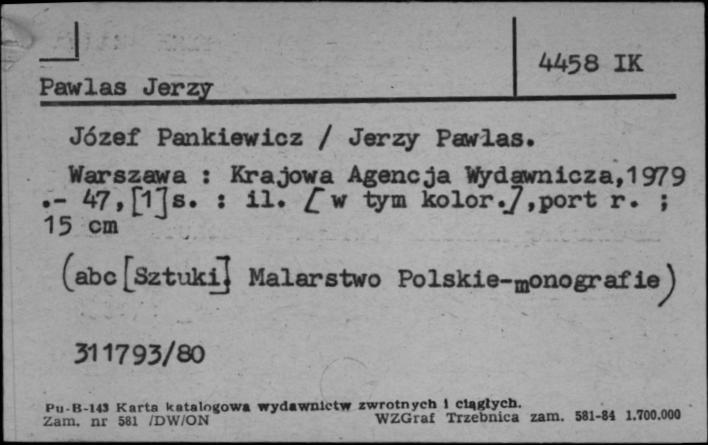 4458 IK
Pawlas Jerzy
Józef Pankiewicz / Jerzy Pawlas.
Warszawa : Krajowa Agencja Wydawnicza,1979
.- 47,[1]s. : il. [w tym kolor.],port r. ;
15 cm
(abc[Sztuki] Malarstwo Polskie-monografie)
311793/80
Pu-B-143 Karta katalogowa wydawnictw zwrotnych i ciągłych.
Zam. nr 581 /DW/ON WZGraf Trzebnica zam. 581-84 1.700.000